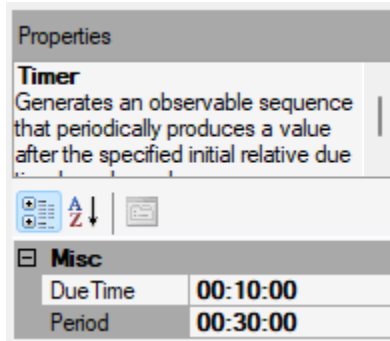 Properties
Timer
Generates an observable sequence
that periodically produces a value
after the specified initial relative due
Misc
DueTime 00:10:00
Period 00:30:00